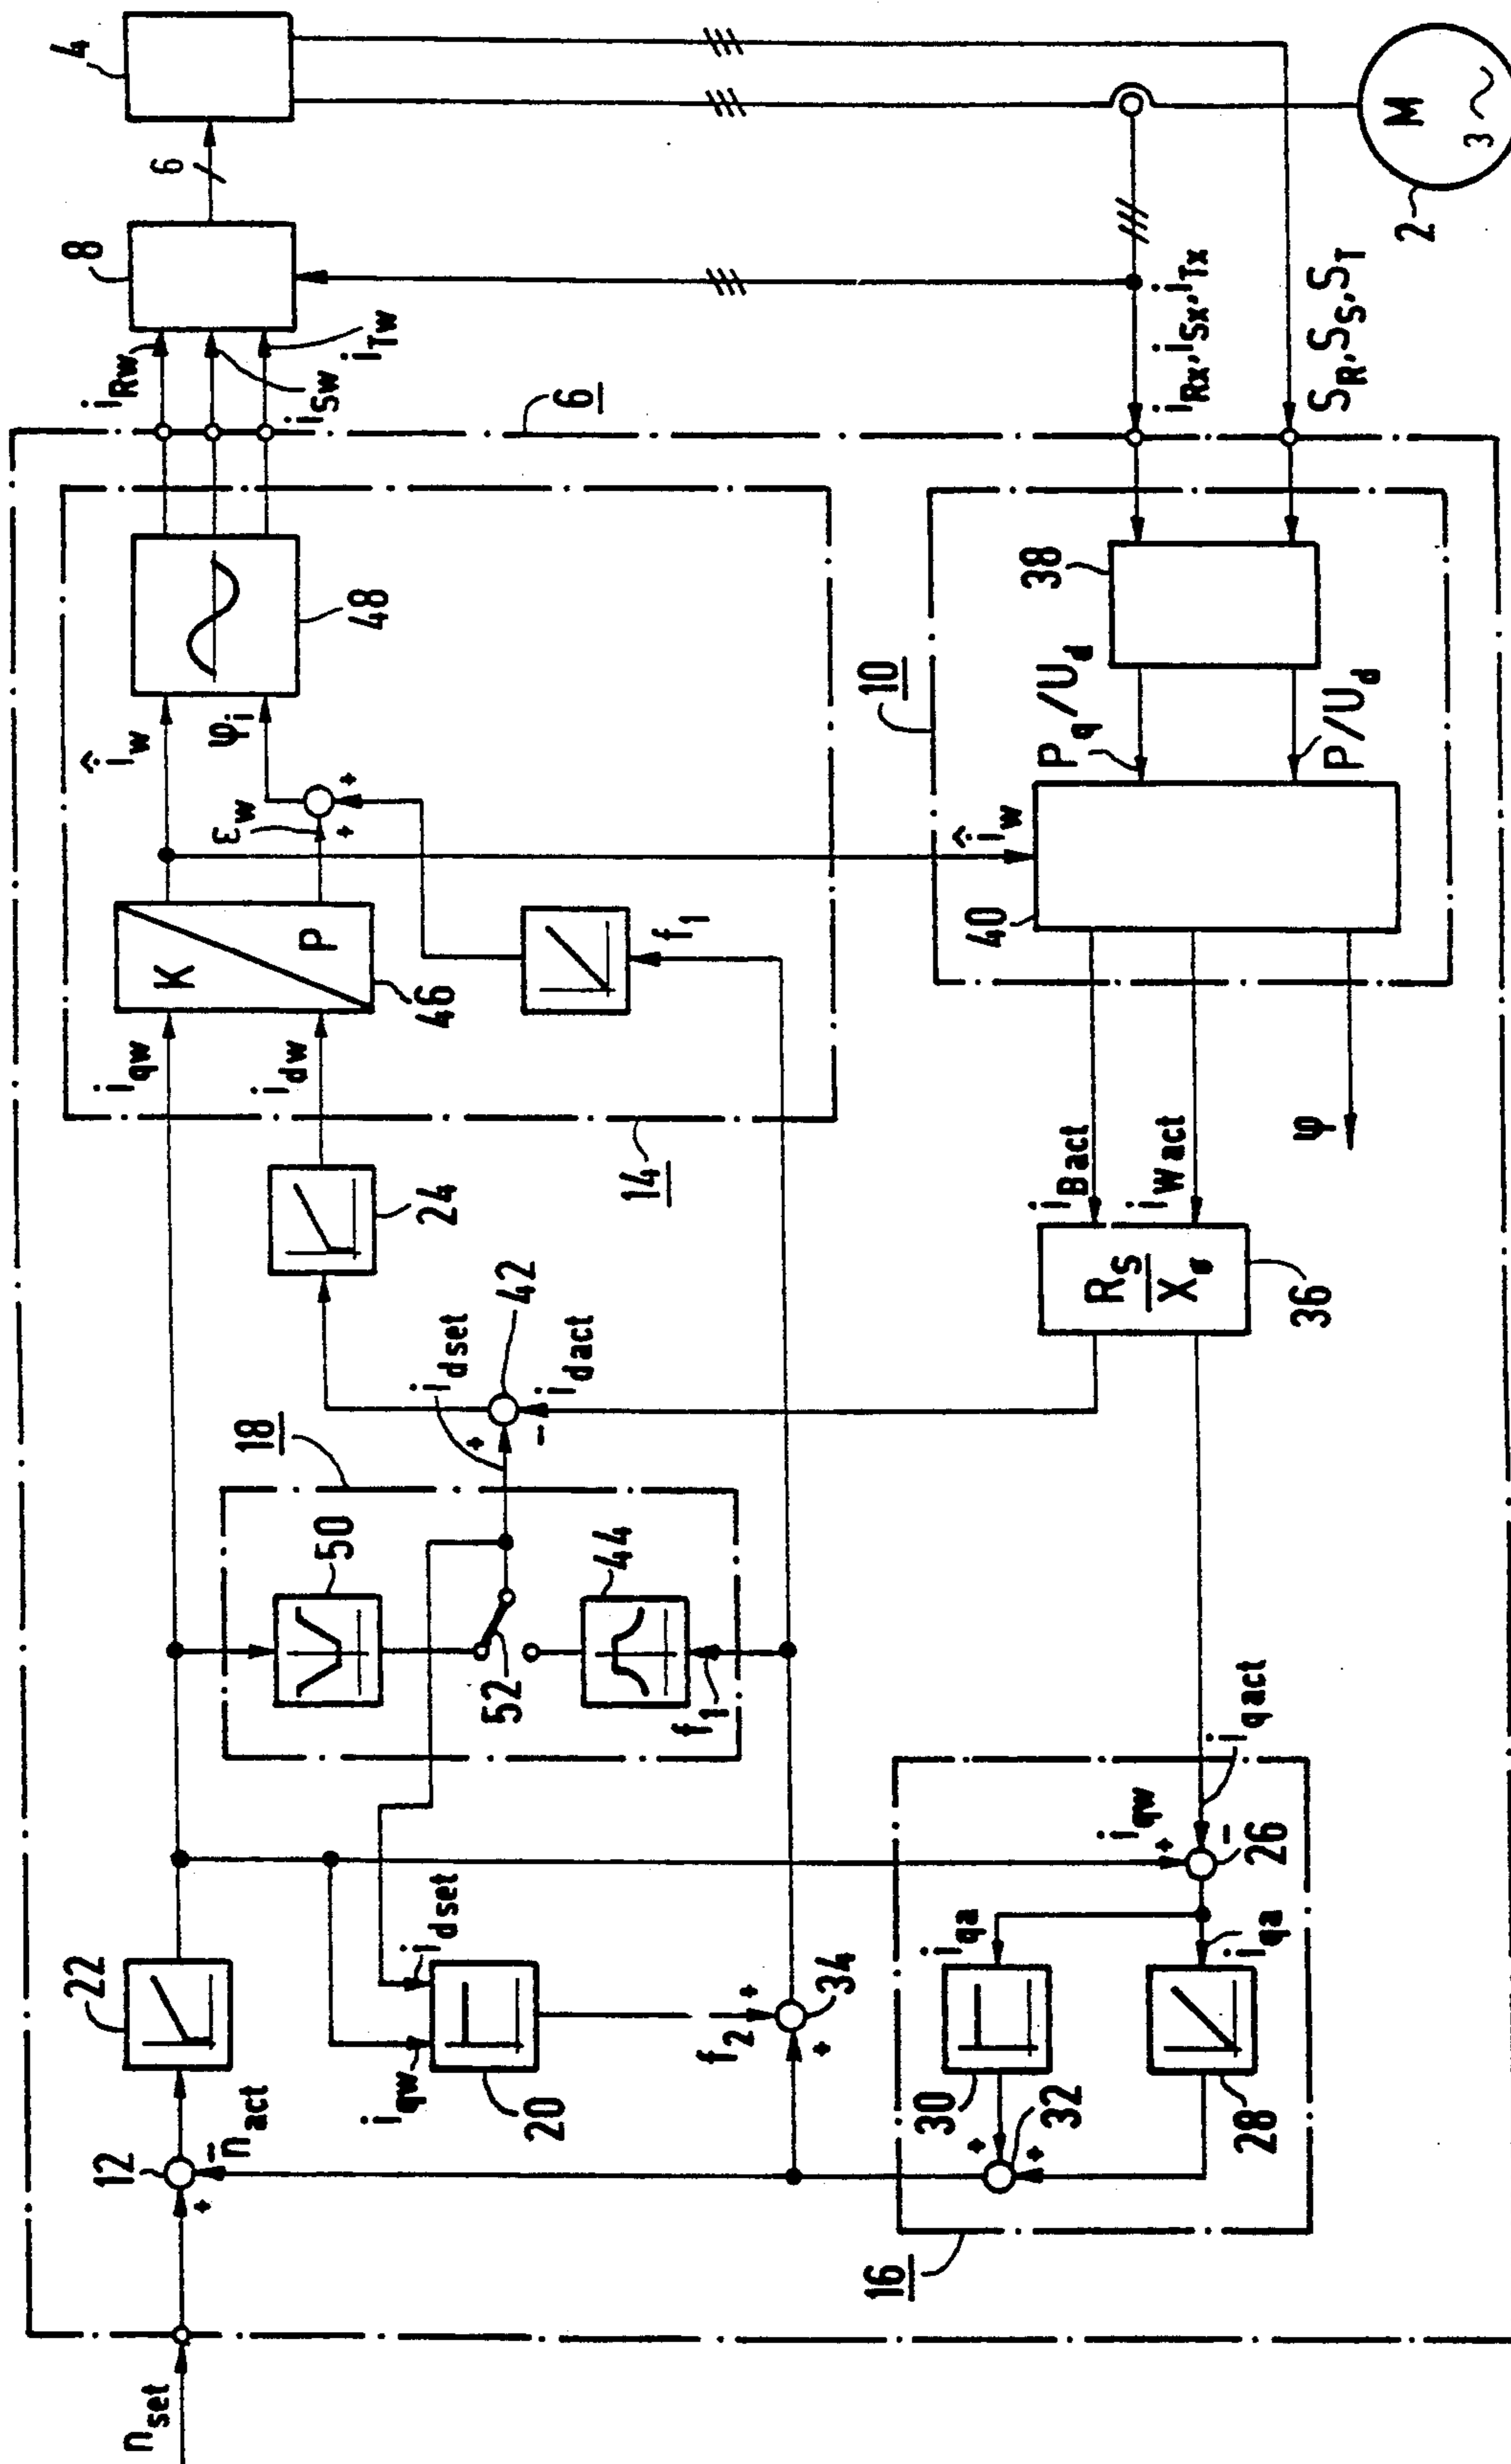 n_set
12
n_act
22
i_qw
i_dset
20
f_2
34
16
30
32
28
i_qa
i_qa
i_qw
26
i_qact
18
50
52
44
f_1
i_dset
42
i_dact
24
i_qw
i_dw
14
K
P
46
f_1
ε_w
î_w
φ_i
48
i_Rw
i_Sw
i_Tw
6
8
6
4
R_S
X_σ
36
i_Bact
i_Wact
φ
40
î_w
10
P_q/U_d
P/U_d
38
i_Rx, i_Sx, i_Tx
S_R, S_S, S_T
M
3 ~
2